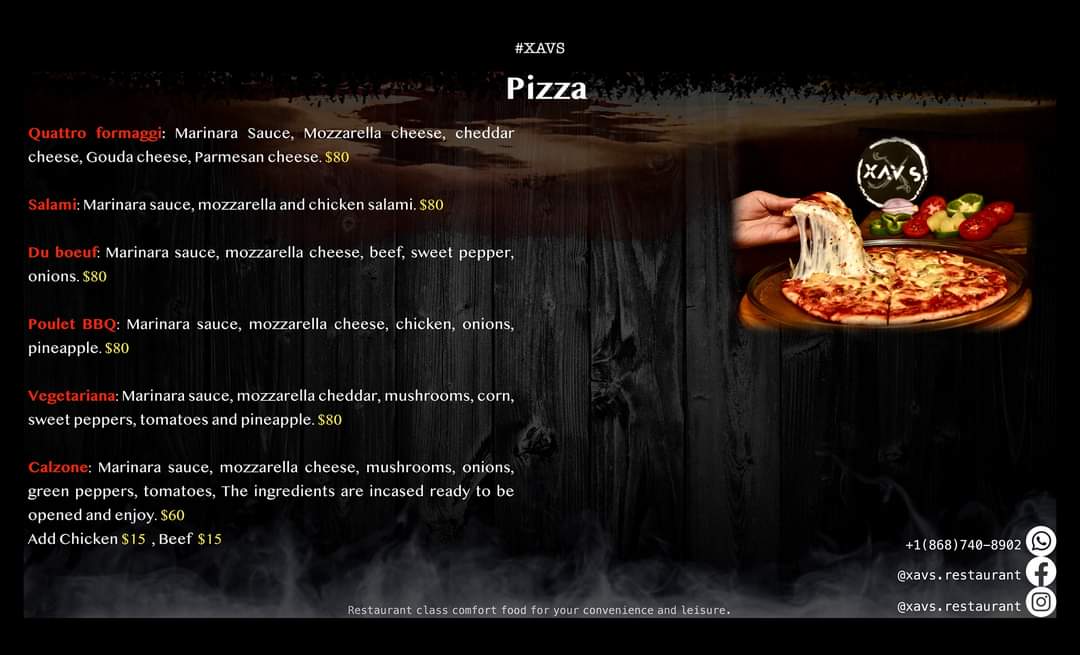 #XAVS
Pizza
Quattro formaggi: Marinara Sauce, Mozzarella cheese, cheddar
cheese, Gouda cheese, Parmesan cheese. $80
Salami: Marinara sauce, mozzarella and chicken salami. $80
Du boeuf: Marinara sauce, mozzarella cheese, beef, sweet pepper,
onions. $80
Poulet BBQ: Marinara sauce, mozzarella cheese, chicken, onions,
pineapple. $80
Vegetariana: Marinara sauce, mozzarella cheddar, mushrooms, corn,
sweet peppers, tomatoes and pineapple. $80
Calzone: Marinara sauce, mozzarella cheese, mushrooms, onions,
green peppers, tomatoes, The ingredients are incased ready to be
opened and enjoy. $60
Add Chicken $15 , Beef $15
XAVS
+1(868)740-8902
@xavs.restaurant
@xavs.restaurant
Restaurant class comfort food for your convenience and leisure.